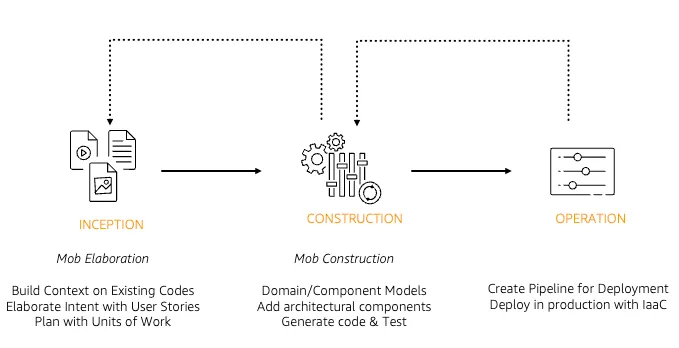 INCEPTION
CONSTRUCTION
OPERATION
Mob Elaboration
Mob Construction
Build Context on Existing Codes
Elaborate Intent with User Stories
Plan with Units of Work
Domain/Component Models
Add architectural components
Generate code & Test
Create Pipeline for Deployment
Deploy in production with IaaC